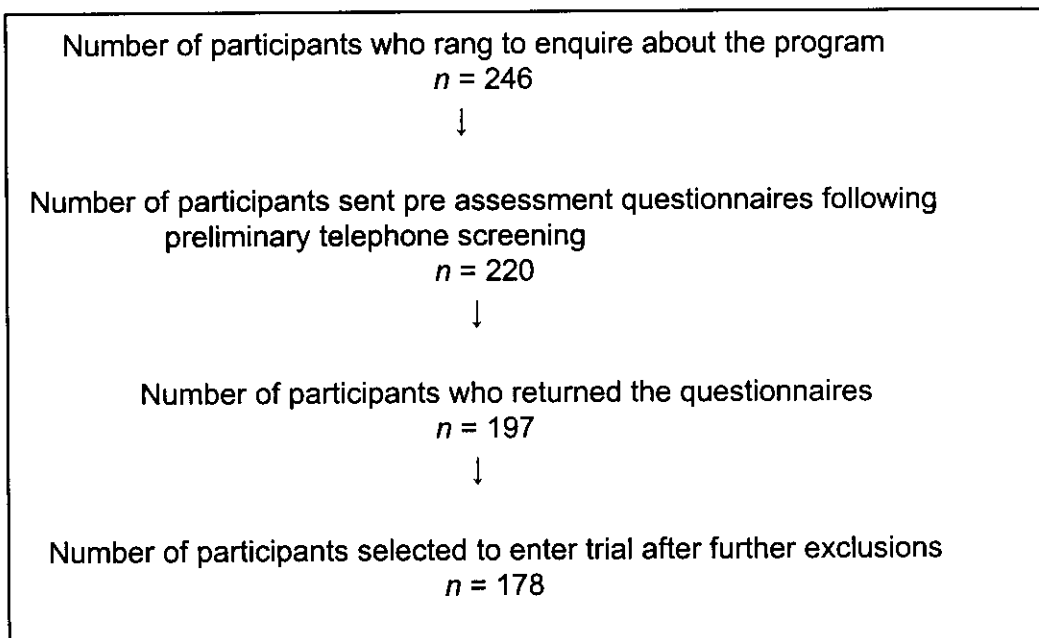 Number of participants who rang to enquire about the program
n = 246
↓
Number of participants sent pre assessment questionnaires following
preliminary telephone screening
n = 220
↓
Number of participants who returned the questionnaires
n = 197
↓
Number of participants selected to enter trial after further exclusions
n = 178